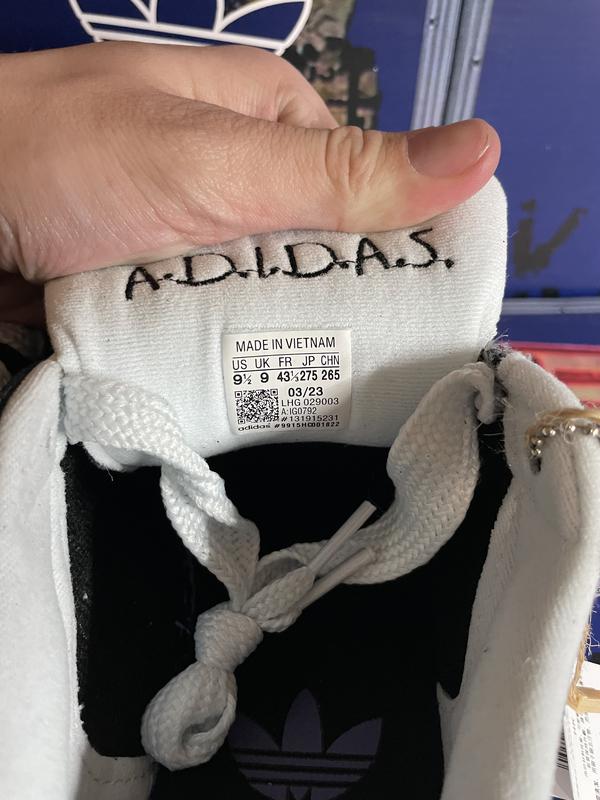 A.D.I.D.A.S.
MADE IN VIETNAM
US UK FR JP CHN
9½ 9 43⅓ 275 265
03/23
LHG 029003
A:IG0792
#131915231
adidas #9915HC001822